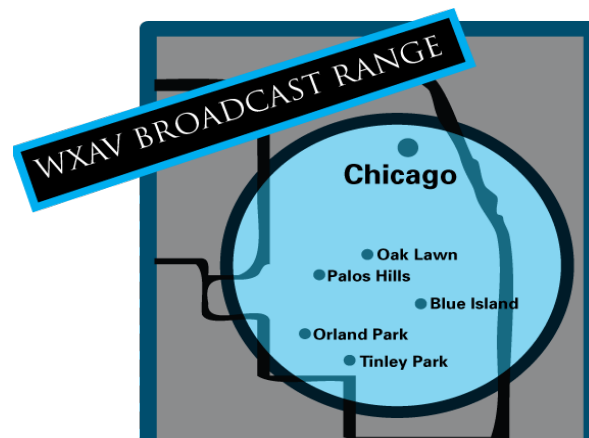 WXAV BROADCAST RANGE
Chicago
Oak Lawn
Palos Hills
Blue Island
Orland Park
Tinley Park